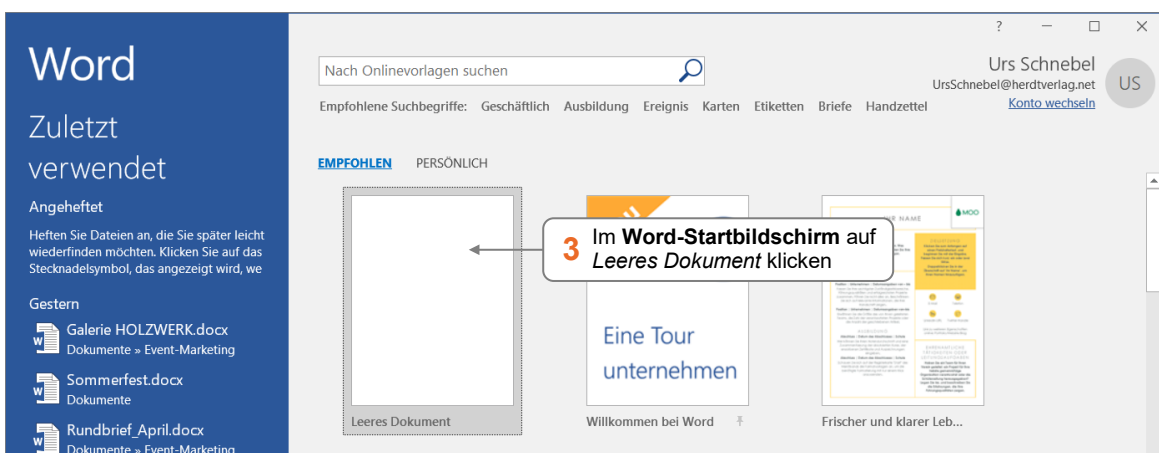 Word
Zuletzt
verwendet
Angeheftet
Heften Sie Dateien an, die Sie später leicht
wiederfinden möchten. Klicken Sie auf das
Stecknadelsymbol, das angezeigt wird, we
Gestern
Galerie HOLZWERK.docx
Dokumente » Event-Marketing
Sommerfest.docx
Dokumente
Rundbrief_April.docx
Dokumente » Event-Marketing
?
Nach Onlinevorlagen suchen
Urs Schnebel
UrsSchnebel@herdtverlag.net
US
Konto wechseln
Empfohlene Suchbegriffe: Geschäftlich Ausbildung Ereignis Karten Etiketten Briefe Handzettel
EMPFOHLEN PERSÖNLICH
3 Im Word-Startbildschirm auf
Leeres Dokument klicken
Eine Tour
unternehmen
NAME
MOO
Leeres Dokument
Willkommen bei Word
Frischer und klarer Leb...